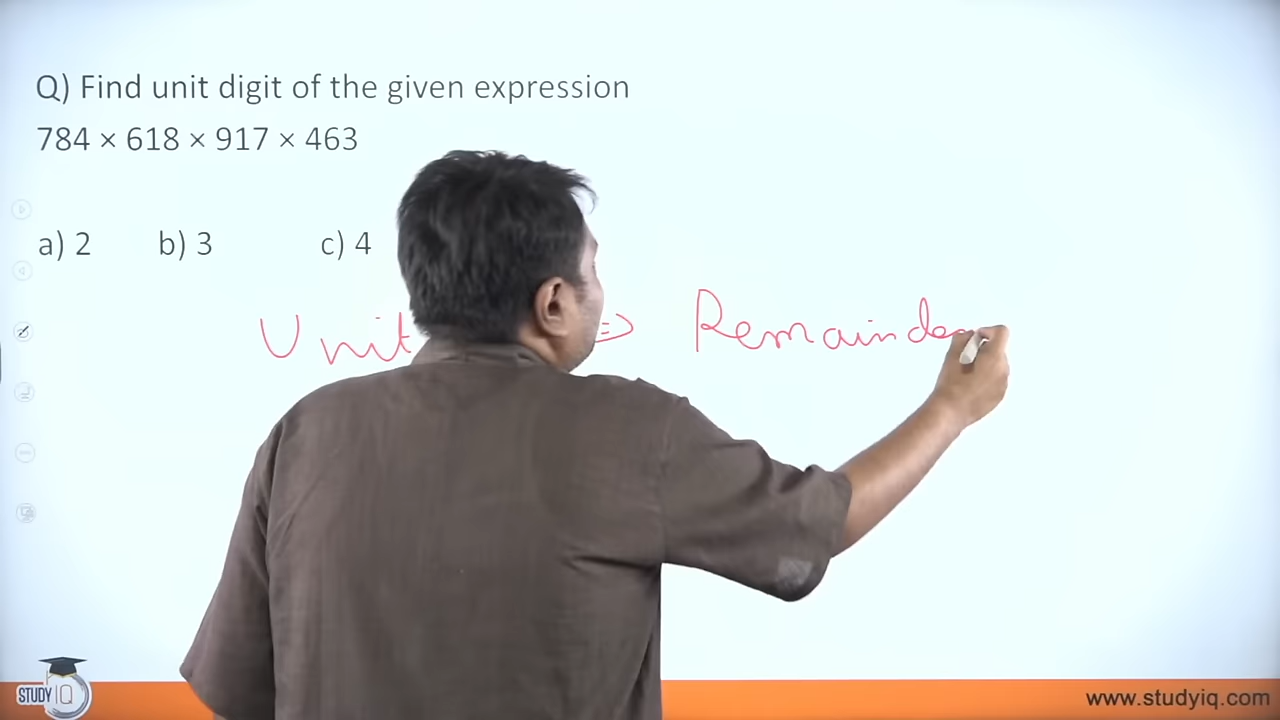 Q) Find unit digit of the given expression
784 × 618 × 917 × 463
a) 2 b) 3 c) 4
Unit ⇒ Remainder
STUDY IQ
www.studyiq.com